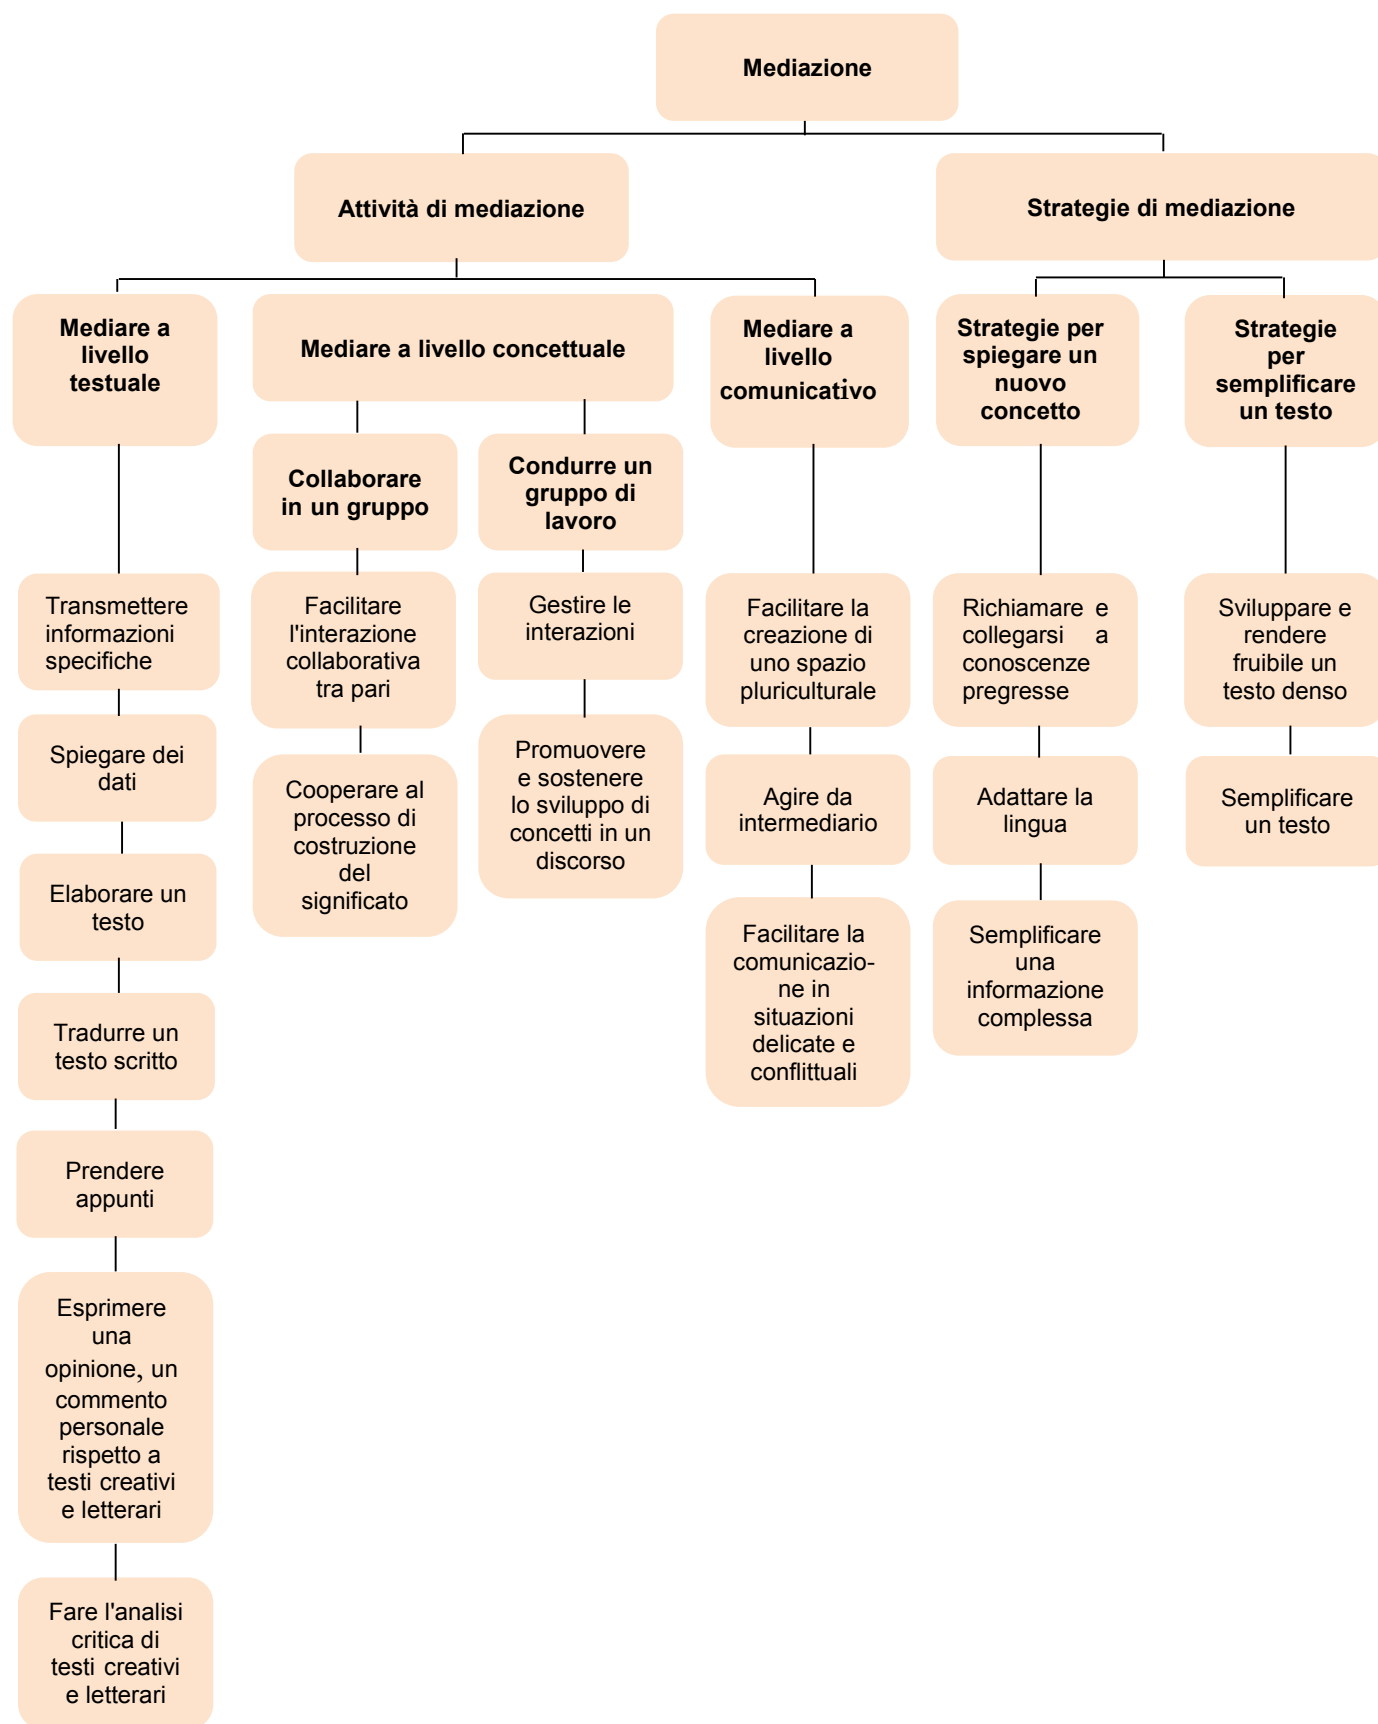 Mediazione
Attività di mediazione
Strategie di mediazione
Mediare a
livello
testuale
Mediare a livello concettuale
Mediare a
livello
comunicativo
Strategie per
spiegare un
nuovo
concetto
Strategie
per
semplificare
un testo
Collaborare
in un gruppo
Condurre un
gruppo di
lavoro
Transmettere
informazioni
specifiche
Facilitare
l'interazione
collaborativa
tra pari
Gestire le
interazioni
Facilitare la
creazione di
uno spazio
pluriculturale
Richiamare e
collegarsi a
conoscenze
pregresse
Sviluppare e
rendere
fruibile un
testo denso
Spiegare dei
dati
Cooperare al
processo di
costruzione
del
significato
Promuovere
e sostenere
lo sviluppo di
concetti in un
discorso
Agire da
intermediario
Adattare la
lingua
Semplificare
un testo
Elaborare un
testo
Facilitare la
comunicazio-
ne in
situazioni
delicate e
conflittuali
Semplificare
una
informazione
complessa
Tradurre un
testo scritto
Prendere
appunti
Esprimere
una
opinione, un
commento
personale
rispetto a
testi creativi
e letterari
Fare l'analisi
critica di
testi creativi
e letterari